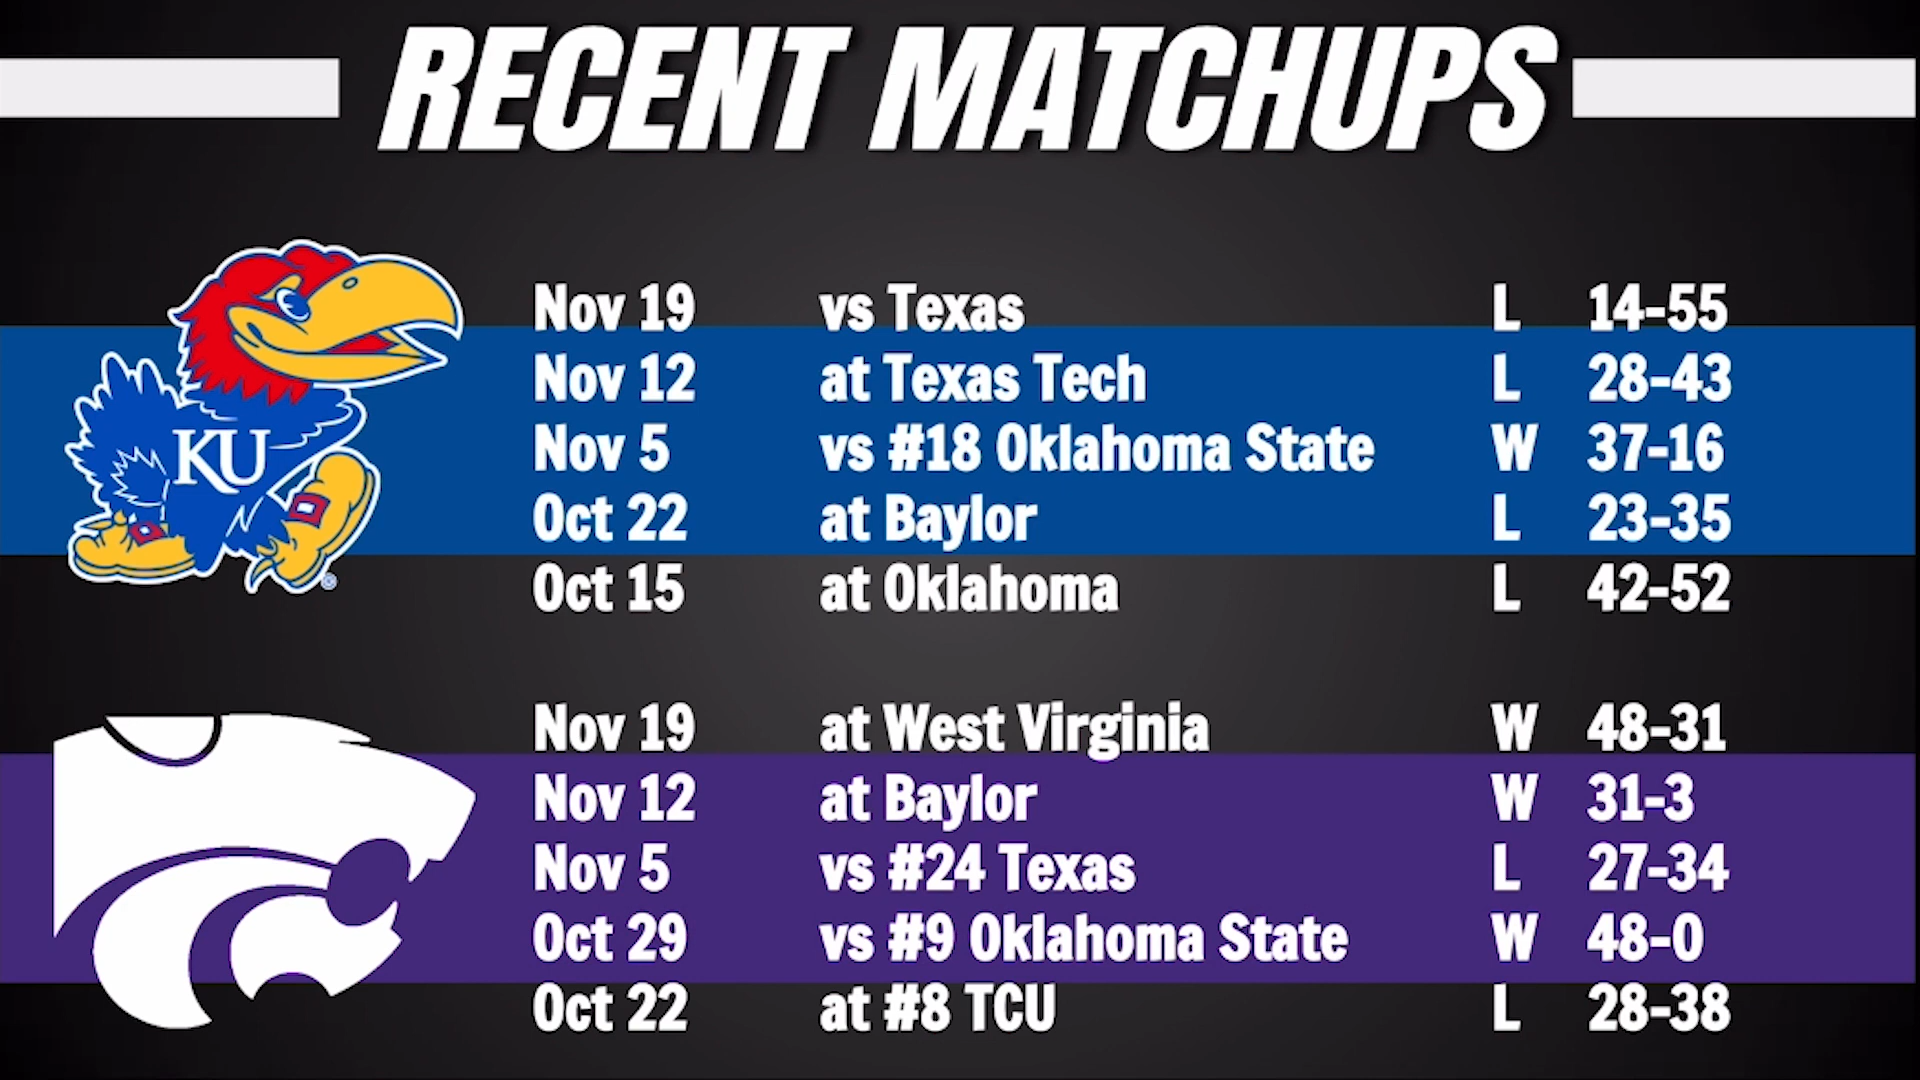 RECENT MATCHUPS
Nov 19 vs Texas L 14-55
Nov 12 at Texas Tech L 28-43
Nov 5 vs #18 Oklahoma State W 37-16
Oct 22 at Baylor L 23-35
Oct 15 at Oklahoma L 42-52
KU
®
Nov 19 at West Virginia W 48-31
Nov 12 at Baylor W 31-3
Nov 5 vs #24 Texas L 27-34
Oct 29 vs #9 Oklahoma State W 48-0
Oct 22 at #8 TCU L 28-38